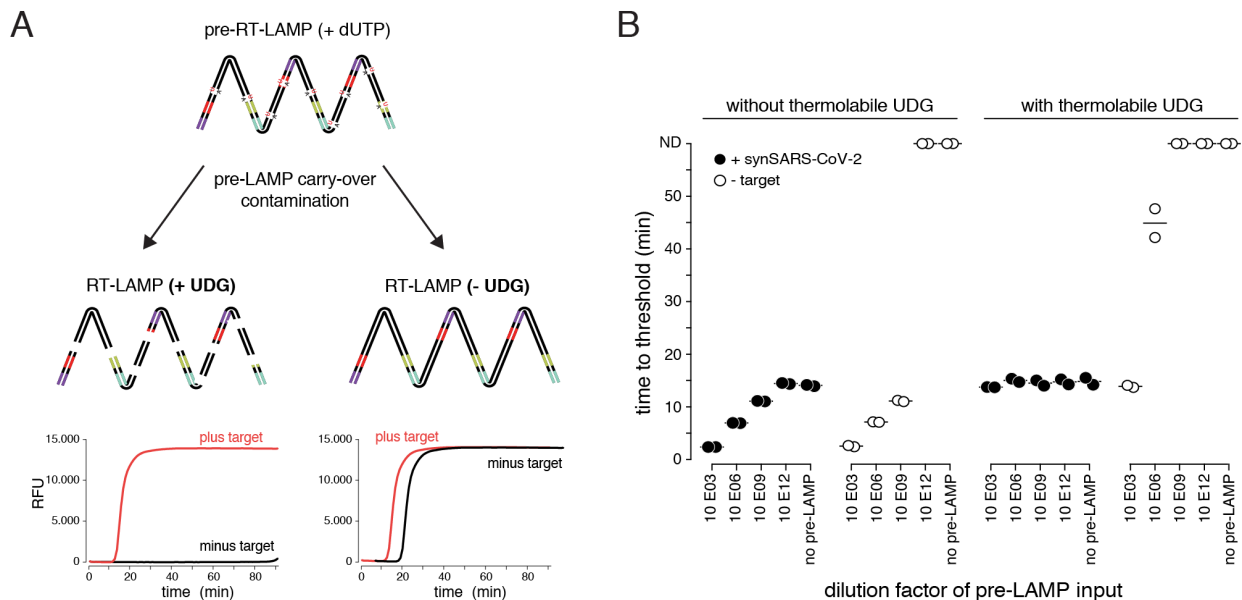 A
pre-RT-LAMP (+ dUTP)
pre-LAMP carry-over
contamination
RT-LAMP (+ UDG)
RT-LAMP (- UDG)
15.000
10.000
5.000
0
RFU
plus target
minus target
0
20
40
60
80
time (min)
15.000
10.000
5.000
0
plus target
minus target
0
20
40
60
80
time (min)
B
without thermolabile UDG
with thermolabile UDG
ND
50
40
30
20
10
0
time to threshold (min)
+ synSARS-CoV-2
- target
10 E03
10 E06
10 E09
10 E12
no pre-LAMP
10 E03
10 E06
10 E09
10 E12
no pre-LAMP
10 E03
10 E06
10 E09
10 E12
no pre-LAMP
10 E03
10 E06
10 E09
10 E12
no pre-LAMP
dilution factor of pre-LAMP input